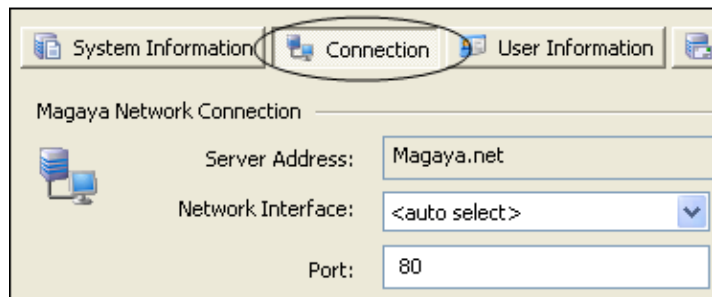 System Information Connection User Information
Magaya Network Connection
Server Address: Magaya.net
Network Interface: <auto select>
Port: 80